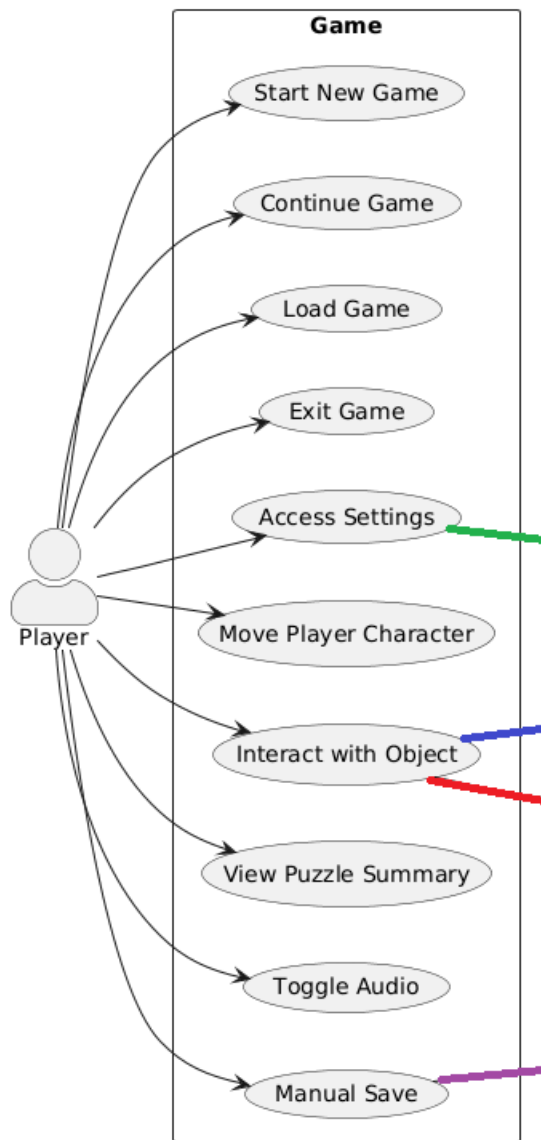 Game
Start New Game
Continue Game
Load Game
Exit Game
Access Settings
Move Player Character
Player
Interact with Object
View Puzzle Summary
Toggle Audio
Manual Save